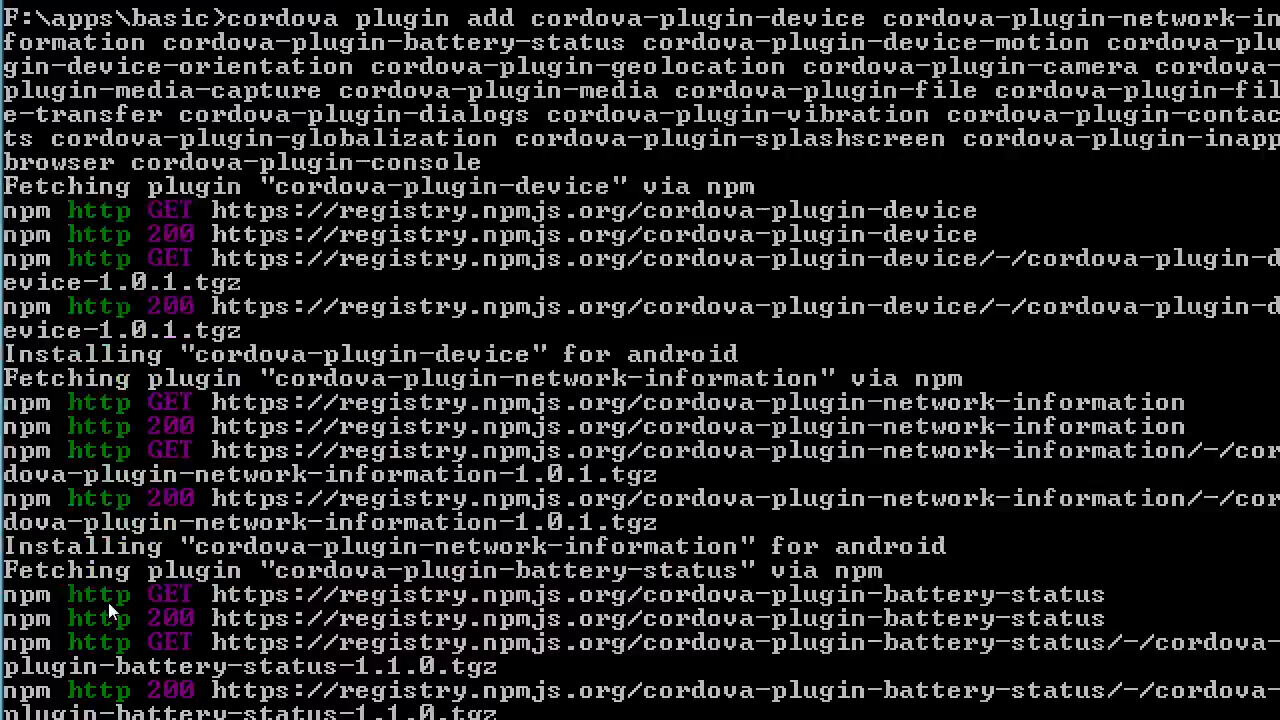 F:\apps\basic>cordova plugin add cordova-plugin-device cordova-plugin-network-in
formation cordova-plugin-battery-status cordova-plugin-device-motion cordova-plu
gin-device-orientation cordova-plugin-geolocation cordova-plugin-camera cordova-
plugin-media-capture cordova-plugin-media cordova-plugin-file cordova-plugin-fil
e-transfer cordova-plugin-dialogs cordova-plugin-vibration cordova-plugin-contac
ts cordova-plugin-globalization cordova-plugin-splashscreen cordova-plugin-inapp
browser cordova-plugin-console
Fetching plugin "cordova-plugin-device" via npm
npm http GET https://registry.npmjs.org/cordova-plugin-device
npm http 200 https://registry.npmjs.org/cordova-plugin-device
npm http GET https://registry.npmjs.org/cordova-plugin-device/-/cordova-plugin-d
evice-1.0.1.tgz
npm http 200 https://registry.npmjs.org/cordova-plugin-device/-/cordova-plugin-d
evice-1.0.1.tgz
Installing "cordova-plugin-device" for android
Fetching plugin "cordova-plugin-network-information" via npm
npm http GET https://registry.npmjs.org/cordova-plugin-network-information
npm http 200 https://registry.npmjs.org/cordova-plugin-network-information
npm http GET https://registry.npmjs.org/cordova-plugin-network-information/-/cor
dova-plugin-network-information-1.0.1.tgz
npm http 200 https://registry.npmjs.org/cordova-plugin-network-information/-/cor
dova-plugin-network-information-1.0.1.tgz
Installing "cordova-plugin-network-information" for android
Fetching plugin "cordova-plugin-battery-status" via npm
npm http GET https://registry.npmjs.org/cordova-plugin-battery-status
npm http 200 https://registry.npmjs.org/cordova-plugin-battery-status
npm http GET https://registry.npmjs.org/cordova-plugin-battery-status/-/cordova-
plugin-battery-status-1.1.0.tgz
npm http 200 https://registry.npmjs.org/cordova-plugin-battery-status/-/cordova-
plugin-battery-status-1.1.0.tgz